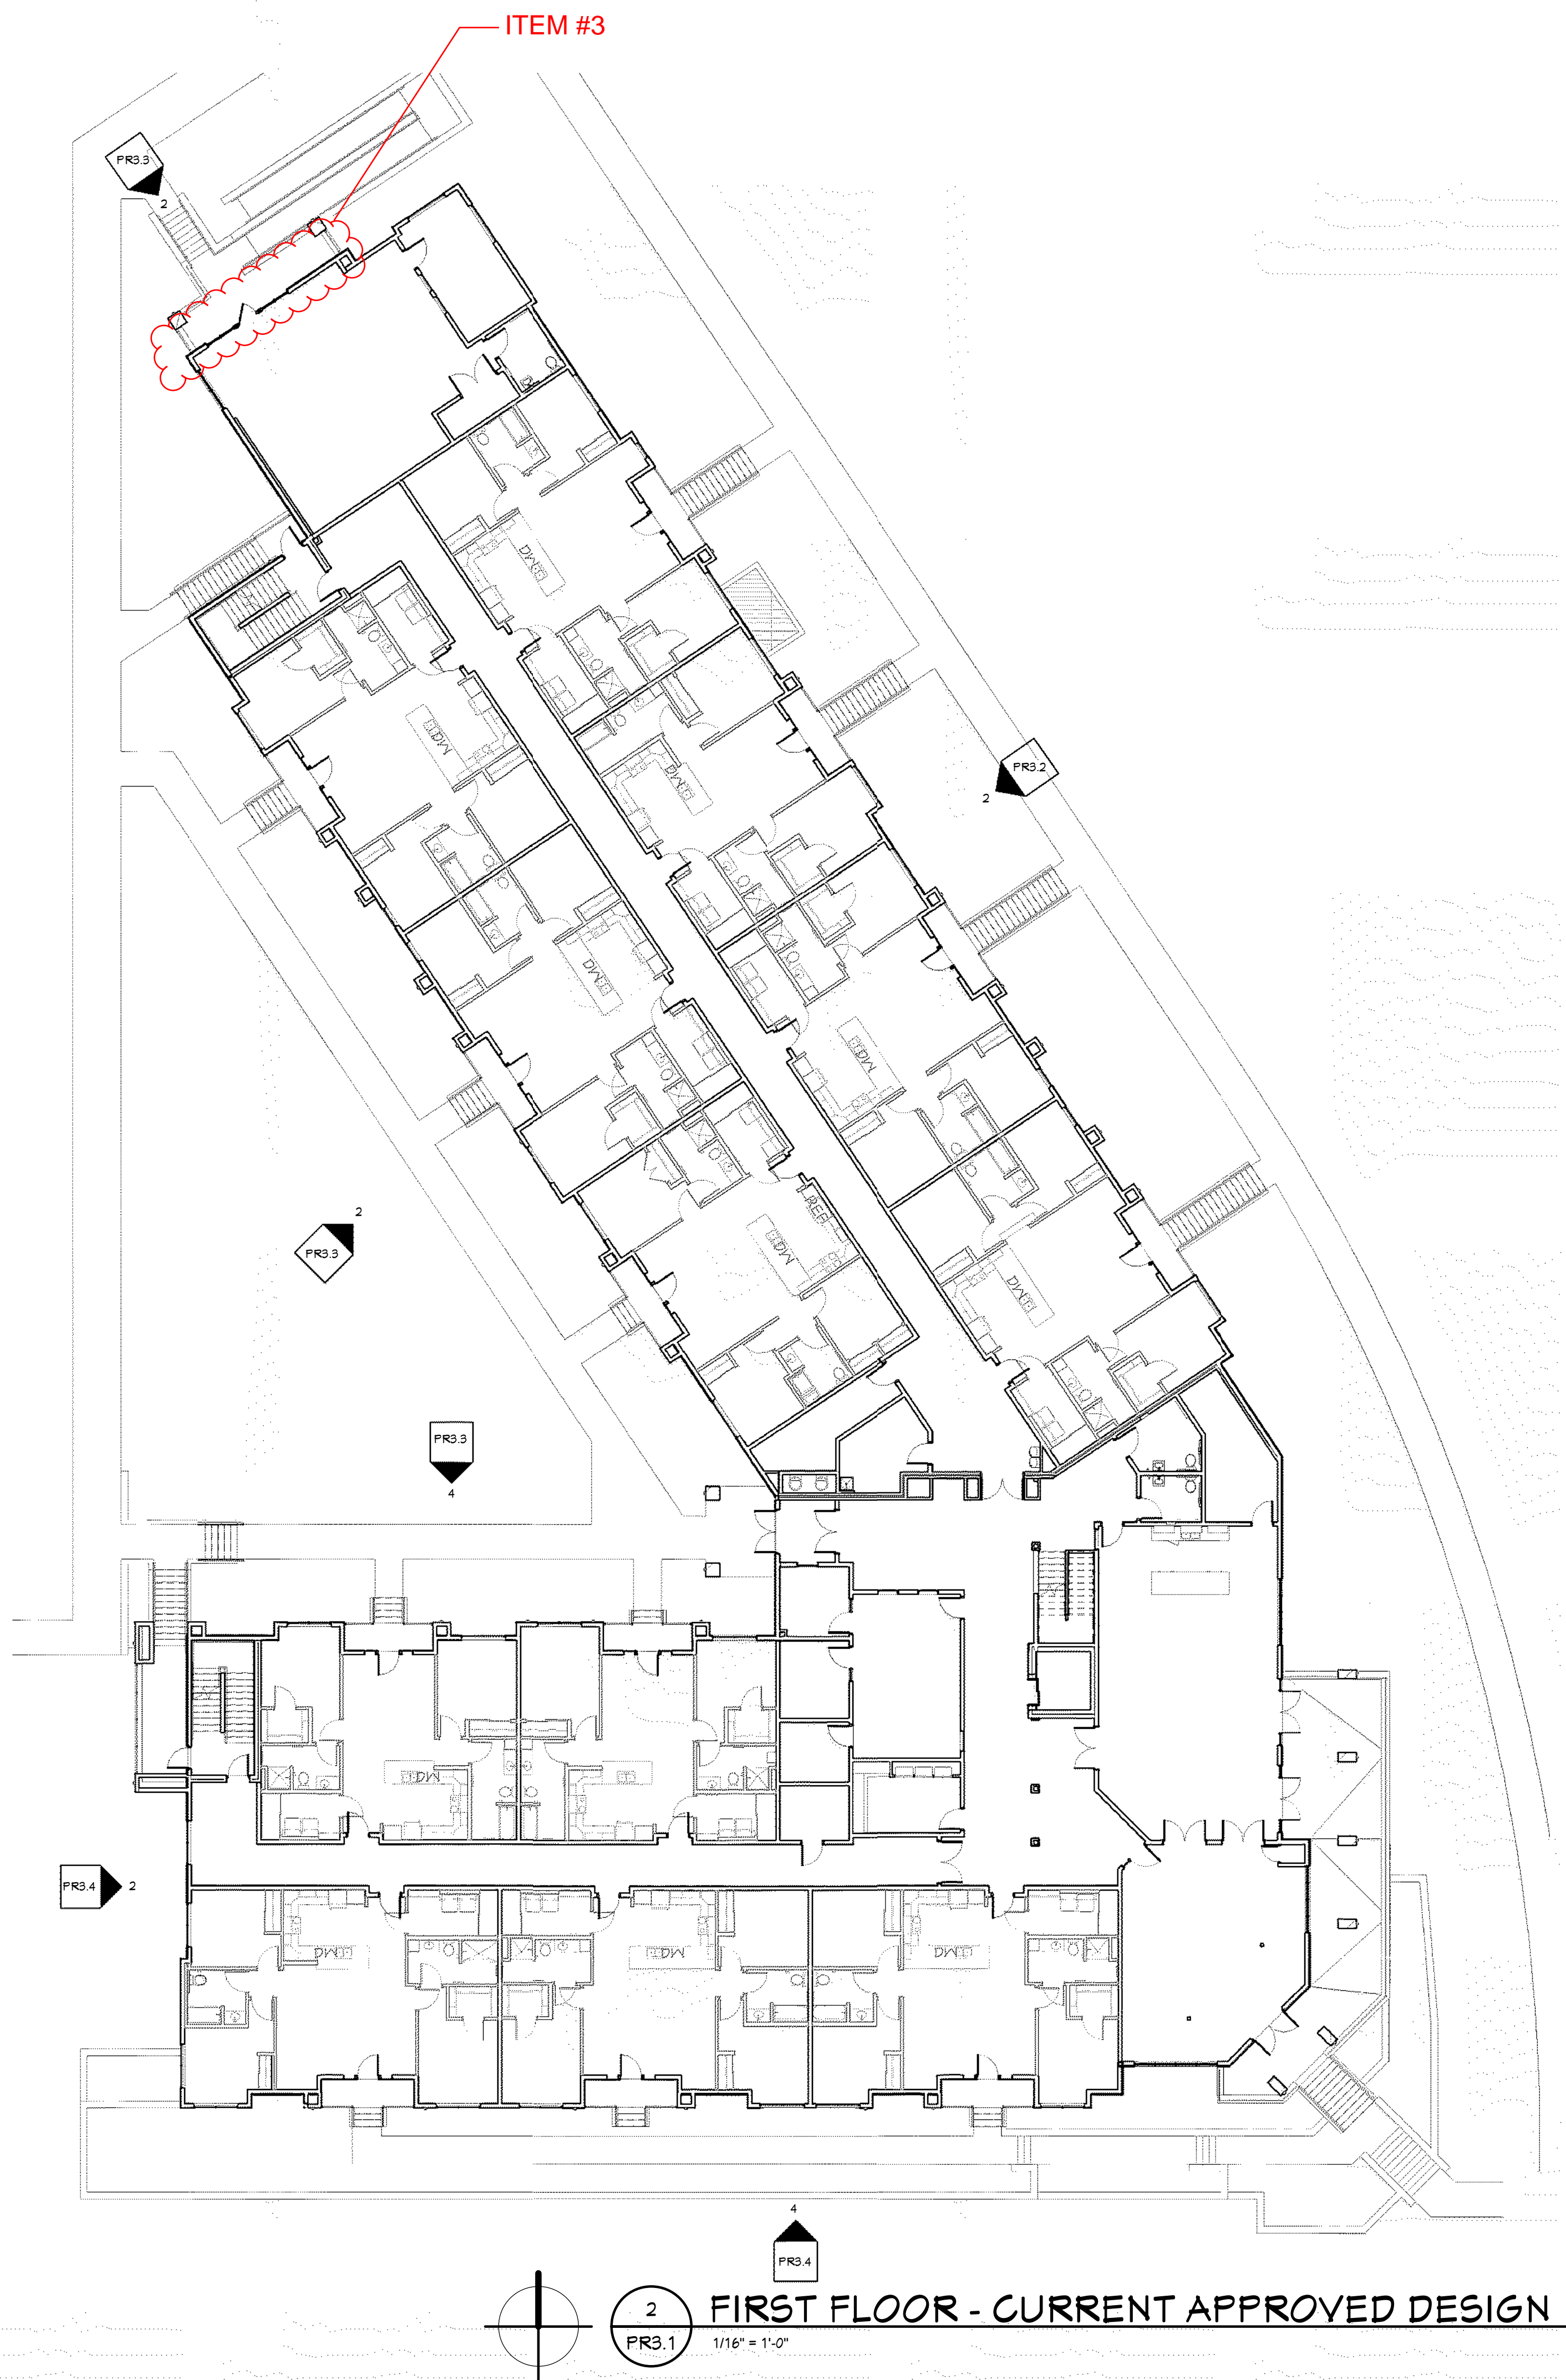 ITEM #3
PR3.3
2
DW
DW
DW
DW
PR3.2
2
DW
DW
2
PR3.3
REF
DW
DW
PR3.3
4
DW
PR3.4
2
DW
DW
DW
4
PR3.4
2
PR3.1
FIRST FLOOR - CURRENT APPROVED DESIGN
1/16" = 1'-0"